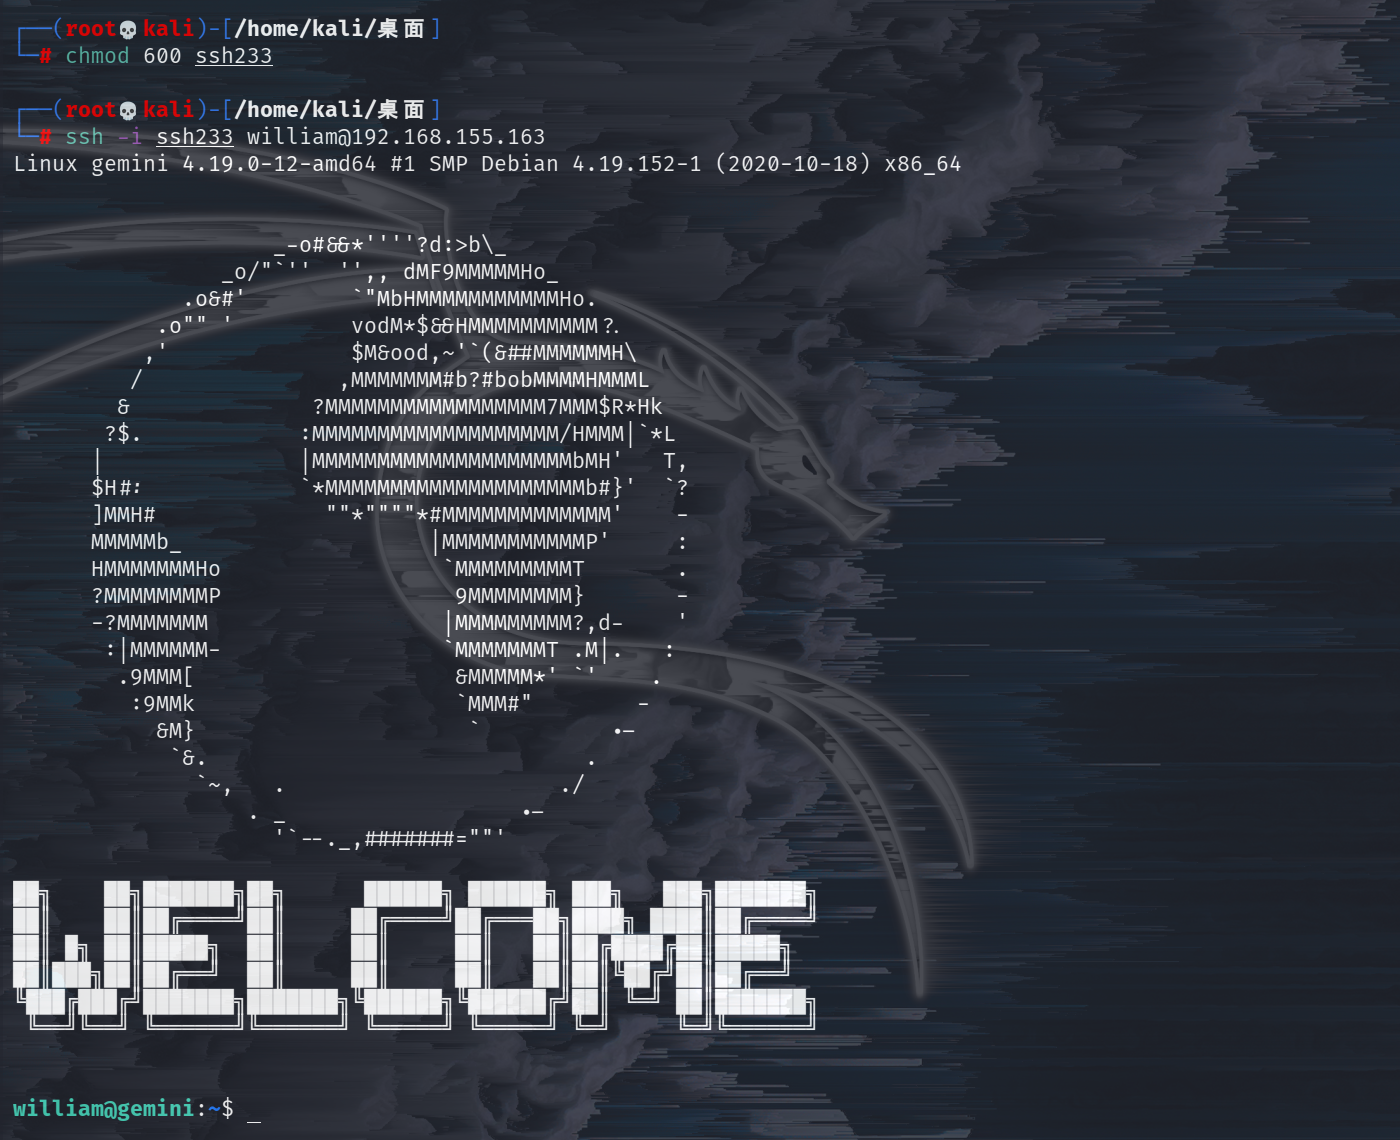 ┌──(root💀kali)-[/home/kali/桌面]
└─# chmod 600 ssh233
┌──(root💀kali)-[/home/kali/桌面]
└─# ssh -i ssh233 william@192.168.155.163
Linux gemini 4.19.0-12-amd64 #1 SMP Debian 4.19.152-1 (2020-10-18) x86_64
                    _-o#&&*''''?d:>b\_
                _o/"`''  '',, dMF9MMMMMHo_
             .o&#'        `"MbHMMMMMMMMMMMHo.
           .o"" '         vodM*$&&HMMMMMMMMMM?.
          ,'              $M&ood,~'`(&##MMMMMMH\
         /               ,MMMMMMM#b?#bobMMMMHMMML
        &              ?MMMMMMMMMMMMMMMMM7MMM$R*Hk
       ?$.            :MMMMMMMMMMMMMMMMMMM/HMMM|`*L
      |               |MMMMMMMMMMMMMMMMMMMMbMH'   T,
      $H#:            `*MMMMMMMMMMMMMMMMMMMMb#}'  `?
      ]MMH#             ""*""""*#MMMMMMMMMMMMM'    -
      MMMMMb_                   |MMMMMMMMMMMP'     :
      HMMMMMMMHo                 `MMMMMMMMMT       .
      ?MMMMMMMMP                  9MMMMMMMM}       -
      -?MMMMMMM                  |MMMMMMMMM?,d-    '
       :|MMMMMM-                 `MMMMMMMT .M|.   :
        .9MMM[                    &MMMMM*' `'    .
         :9MMk                    `MMM#"        -
           &M}                     `          .-
            `&.                             .
              `~,   .                     ./
                  . _                  .-
                    '`--._,#######=""'
WELCOME
william@gemini:~$ _